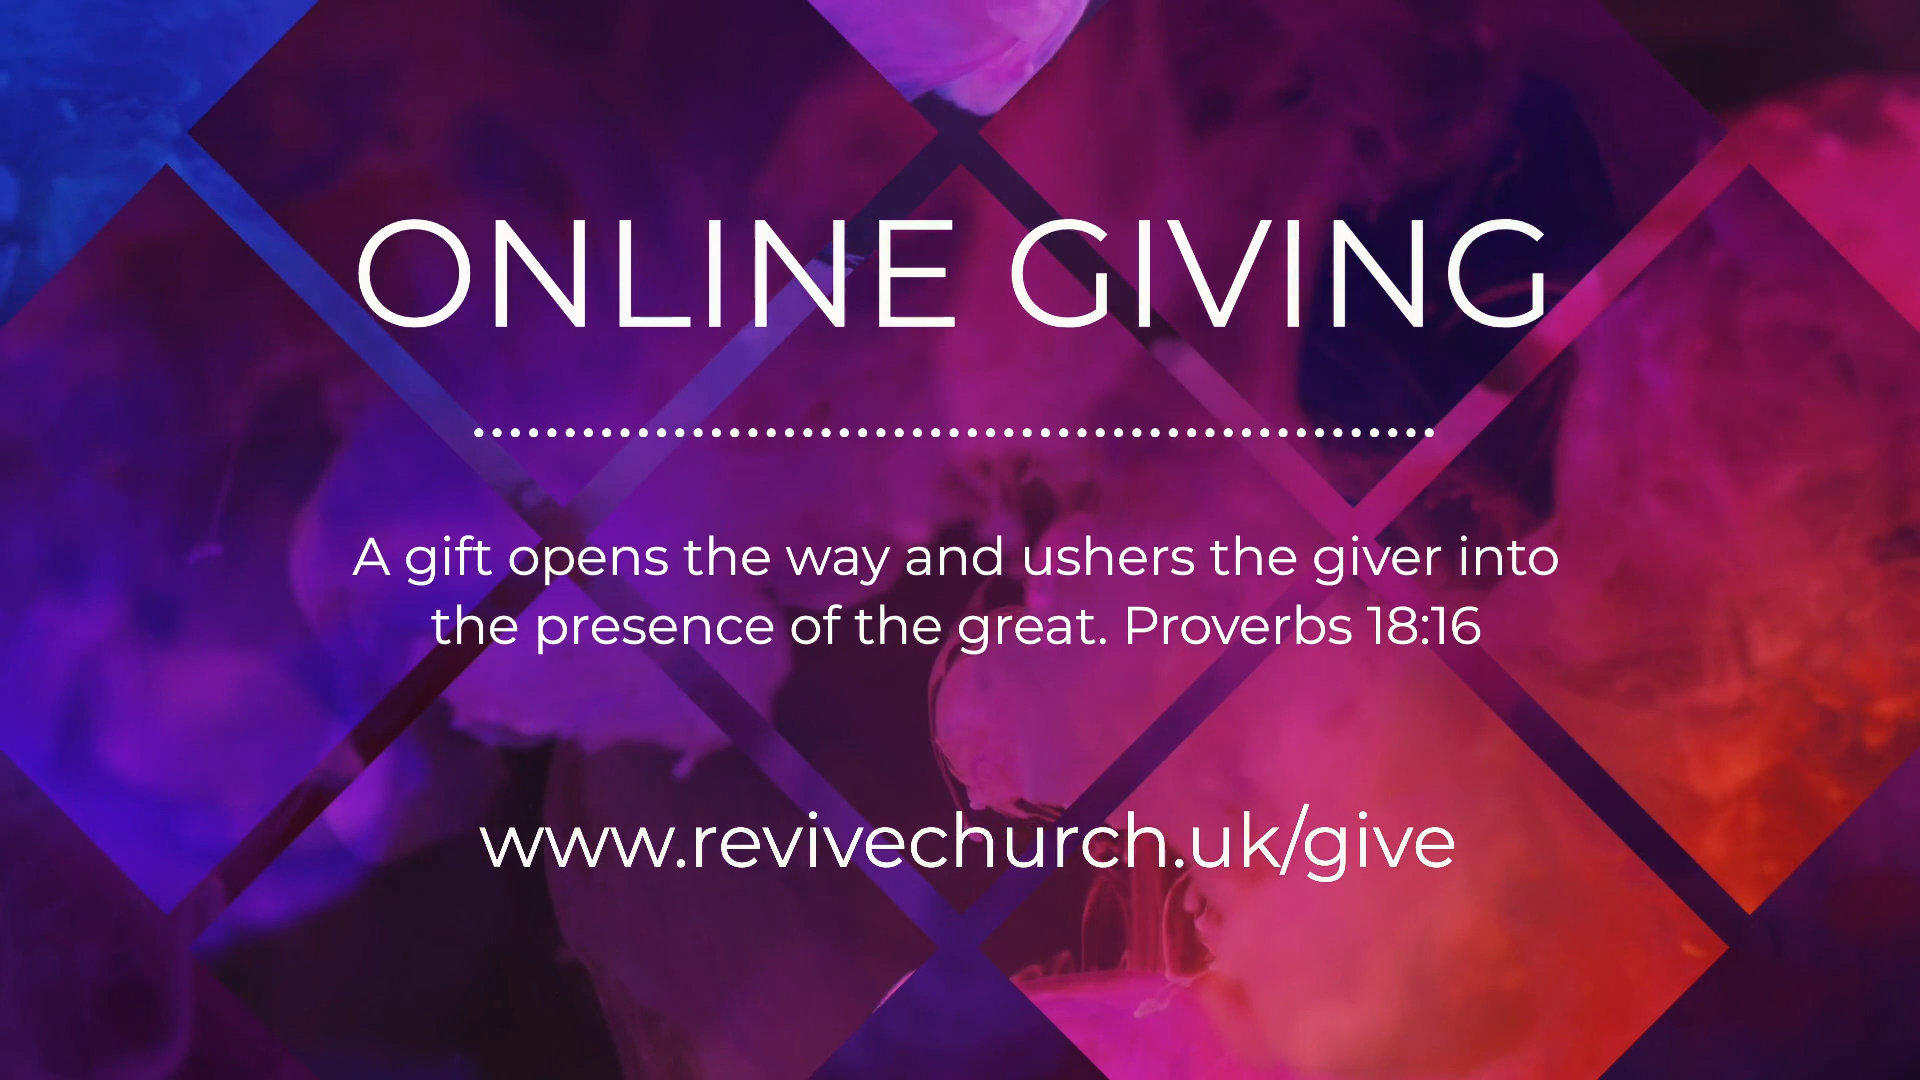 ONLINE GIVING
A gift opens the way and ushers the giver into
the presence of the great. Proverbs 18:16
www.revivechurch.uk/give